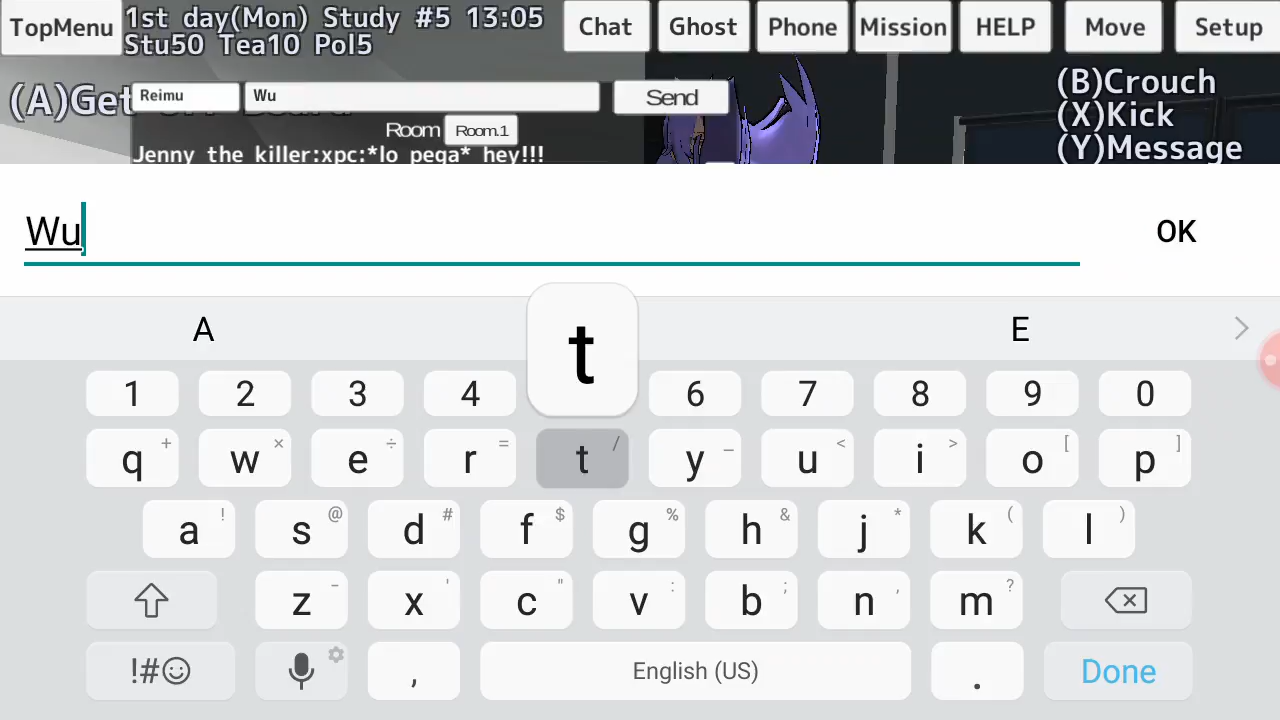 TopMenu
1st day(Mon) Study #5 13:05
Stu50 Tea10 Pol5
Chat
Ghost
Phone
Mission
HELP
Move
Setup
(A)Get
Reimu
Wu
Send
Room
Room.1
Jenny the killer:xpc:*lo pega* hey!!!
(B)Crouch
(X)Kick
(Y)Message
Wu
OK
A
t
E
1 2 3 4 6 7 8 9 0
q + w × e ÷ r = t / y _ u < i > o [ p ]
a ! s @ d # f $ g % h & j * k ( l )
z - x ' c " v : b ; n , m ?
!#☺ , English (US) . Done